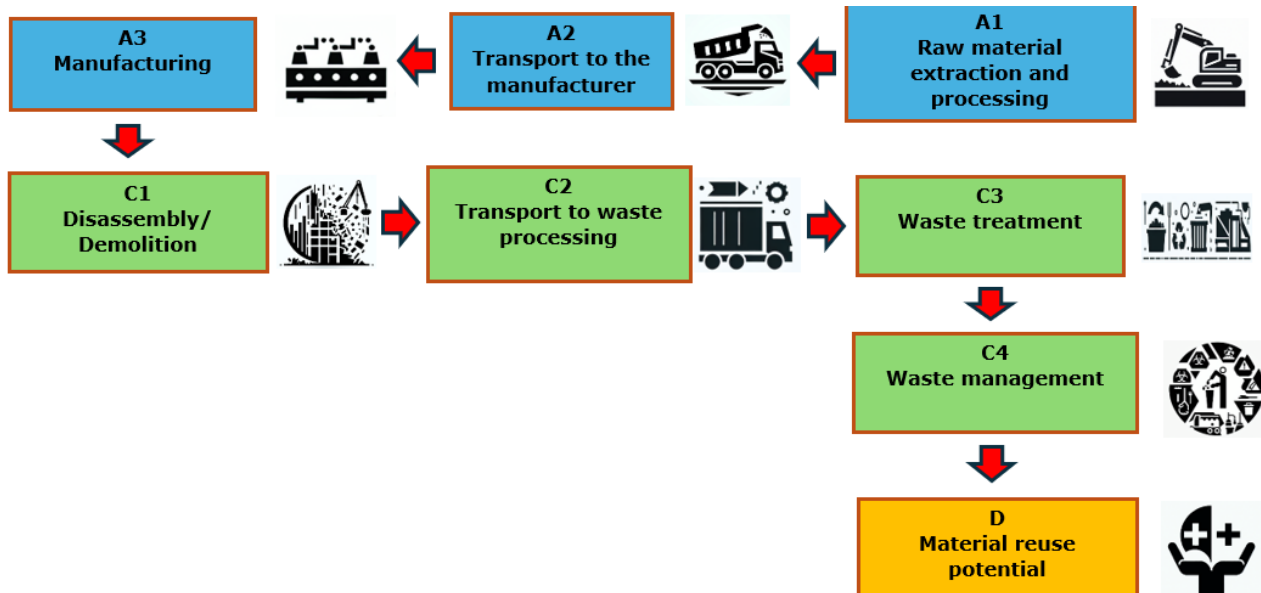 A3
Manufacturing
A2
Transport to the
manufacturer
A1
Raw material
extraction and
processing
C1
Disassembly/
Demolition
C2
Transport to waste
processing
C3
Waste treatment
C4
Waste management
D
Material reuse
potential